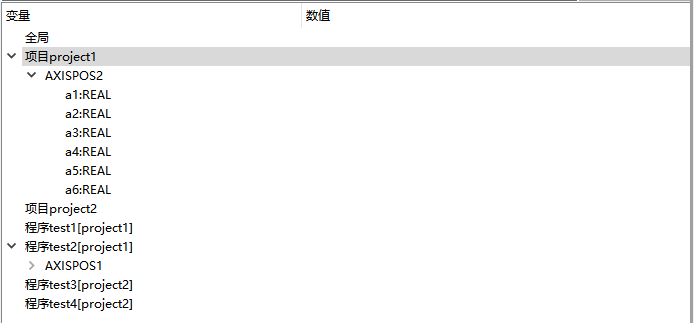 变量 数值
全局
项目project1
AXISPOS2
a1:REAL
a2:REAL
a3:REAL
a4:REAL
a5:REAL
a6:REAL
项目project2
程序test1[project1]
程序test2[project1]
AXISPOS1
程序test3[project2]
程序test4[project2]